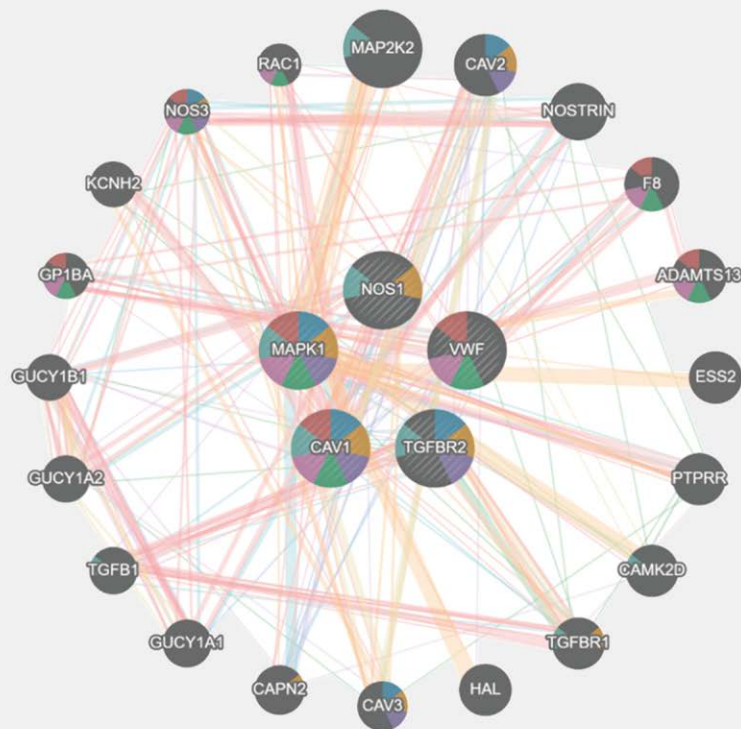 MAP2K2
CAV2
RAC1
NOSTRIN
NOS3
F8
KCNH2
ADAMTS13
GP1BA
NOS1
MAPK1
VWF
GUCY1B1
ESS2
CAV1
TGFBR2
GUCY1A2
PTPRR
TGFB1
CAMK2D
GUCY1A1
TGFBR1
CAPN2
HAL
CAV3